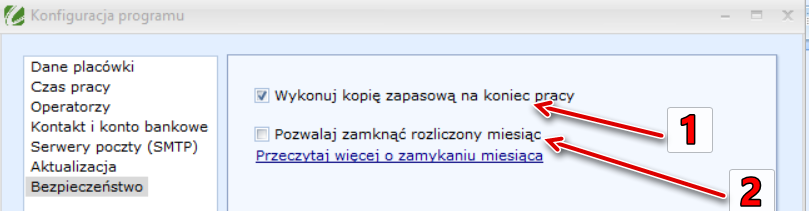 Konfiguracja programu
Dane placówki
Czas pracy
Operatorzy
Kontakt i konto bankowe
Serwery poczty (SMTP)
Aktualizacja
Bezpieczeństwo
Wykonuj kopię zapasową na koniec pracy
Pozwalaj zamknąć rozliczony miesiąc
Przeczytaj więcej o zamykaniu miesiąca
1
2